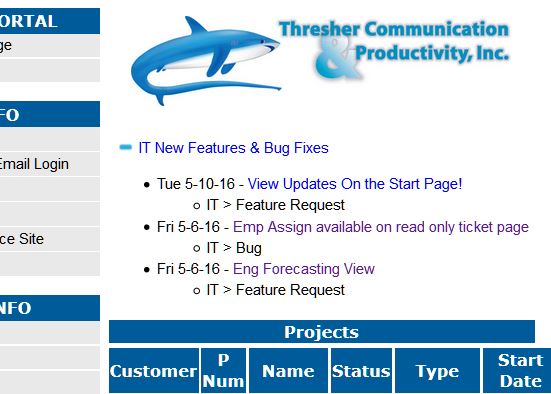 ORTAL
ge
FO
Email Login
ce Site
NFO
Thresher Communication
& Productivity, Inc.
IT New Features & Bug Fixes
Tue 5-10-16 - View Updates On the Start Page!
IT > Feature Request
Fri 5-6-16 - Emp Assign available on read only ticket page
IT > Bug
Fri 5-6-16 - Eng Forecasting View
IT > Feature Request
Projects
Customer P Num Name Status Type Start Date